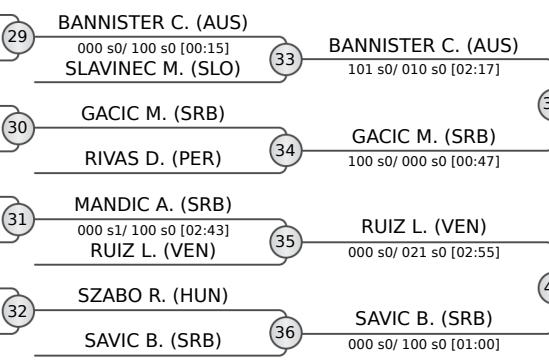 29
BANNISTER C. (AUS)
000 s0/ 100 s0 [00:15]
SLAVINEC M. (SLO)
33
BANNISTER C. (AUS)
101 s0/ 010 s0 [02:17]
30
GACIC M. (SRB)
RIVAS D. (PER)
34
GACIC M. (SRB)
100 s0/ 000 s0 [00:47]
31
MANDIC A. (SRB)
000 s1/ 100 s0 [02:43]
RUIZ L. (VEN)
35
RUIZ L. (VEN)
000 s0/ 021 s0 [02:55]
32
SZABO R. (HUN)
SAVIC B. (SRB)
36
SAVIC B. (SRB)
000 s0/ 100 s0 [01:00]